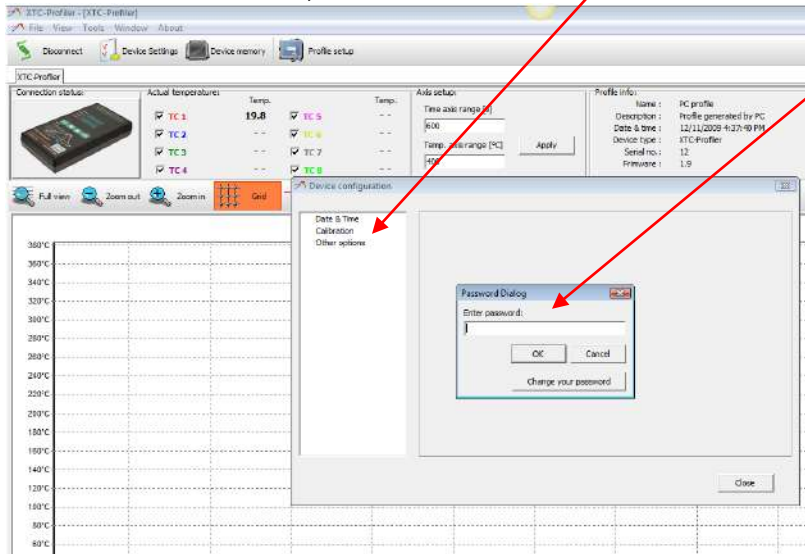 XTC-Profiler - [XTC-Profiler]
File View Tools Window About
Disconnect Device Settings Device memory Profile setup
XTC-Profiler
Connection status:
Actual temperatures:
Temp.
Temp.
TC 1 19.8 TC 5 --
TC 2 -- TC 6 --
TC 3 -- TC 7 --
TC 4 -- TC 8 --
Axis setup:
Time axis range [s]
600
Temp. axis range [°C]
400
Apply
Profile info:
Name : PC profile
Description : Profile generated by PC
Date & time : 12/11/2009 4:37:40 PM
Device type : XTC-Profiler
Serial no. : 12
Firmware : 1.9
Full view Zoom out Zoom in Grid
Device configuration
Date & Time
Calibration
Other options
Password Dialog
Enter password:
OK Cancel
Change your password
Close
380°C
360°C
340°C
320°C
300°C
280°C
260°C
240°C
220°C
200°C
180°C
160°C
140°C
120°C
100°C
80°C
60°C